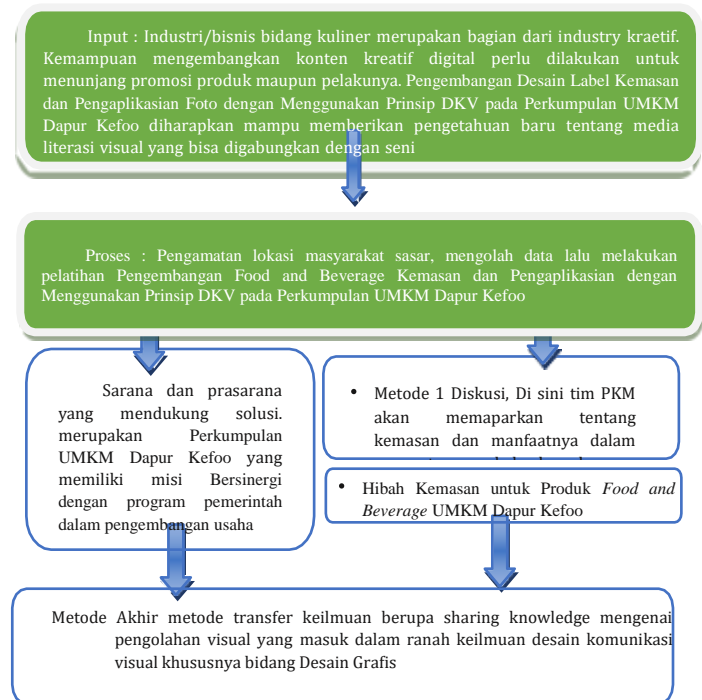 Input : Industri/bisnis bidang kuliner merupakan bagian dari industry kraetif.
Kemampuan mengembangkan konten kreatif digital perlu dilakukan untuk
menunjang promosi produk maupun pelakunya. Pengembangan Desain Label Kemasan
dan Pengaplikasian Foto dengan Menggunakan Prinsip DKV pada Perkumpulan UMKM
Dapur Kefoo diharapkan mampu memberikan pengetahuan baru tentang media
literasi visual yang bisa digabungkan dengan seni
Proses : Pengamatan lokasi masyarakat sasar, mengolah data lalu melakukan
pelatihan Pengembangan Food and Beverage Kemasan dan Pengaplikasian dengan
Menggunakan Prinsip DKV pada Perkumpulan UMKM Dapur Kefoo
Sarana dan prasarana
yang mendukung solusi.
merupakan Perkumpulan
UMKM Dapur Kefoo yang
memiliki misi Bersinergi
dengan program pemerintah
dalam pengembangan usaha
• Metode 1 Diskusi, Di sini tim PKM
akan memaparkan tentang
kemasan dan manfaatnya dalam
• Hibah Kemasan untuk Produk Food and
Beverage UMKM Dapur Kefoo
Metode Akhir metode transfer keilmuan berupa sharing knowledge mengenai
pengolahan visual yang masuk dalam ranah keilmuan desain komunikasi
visual khususnya bidang Desain Grafis